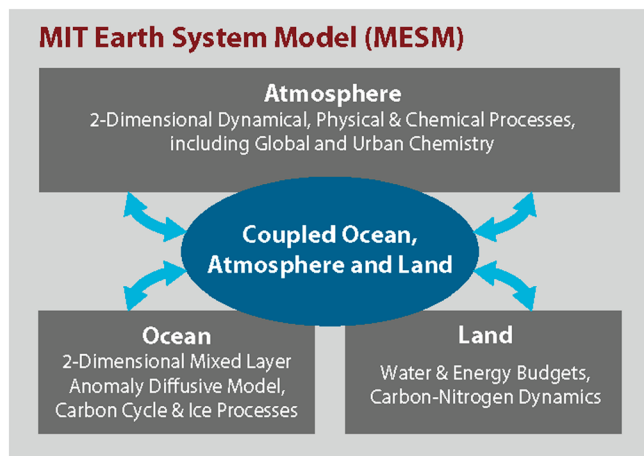 MIT Earth System Model (MESM)
Atmosphere
2-Dimensional Dynamical, Physical & Chemical Processes,
including Global and Urban Chemistry
Coupled Ocean,
Atmosphere and Land
Ocean
2-Dimensional Mixed Layer
Anomaly Diffusive Model,
Carbon Cycle & Ice Processes
Land
Water & Energy Budgets,
Carbon-Nitrogen Dynamics